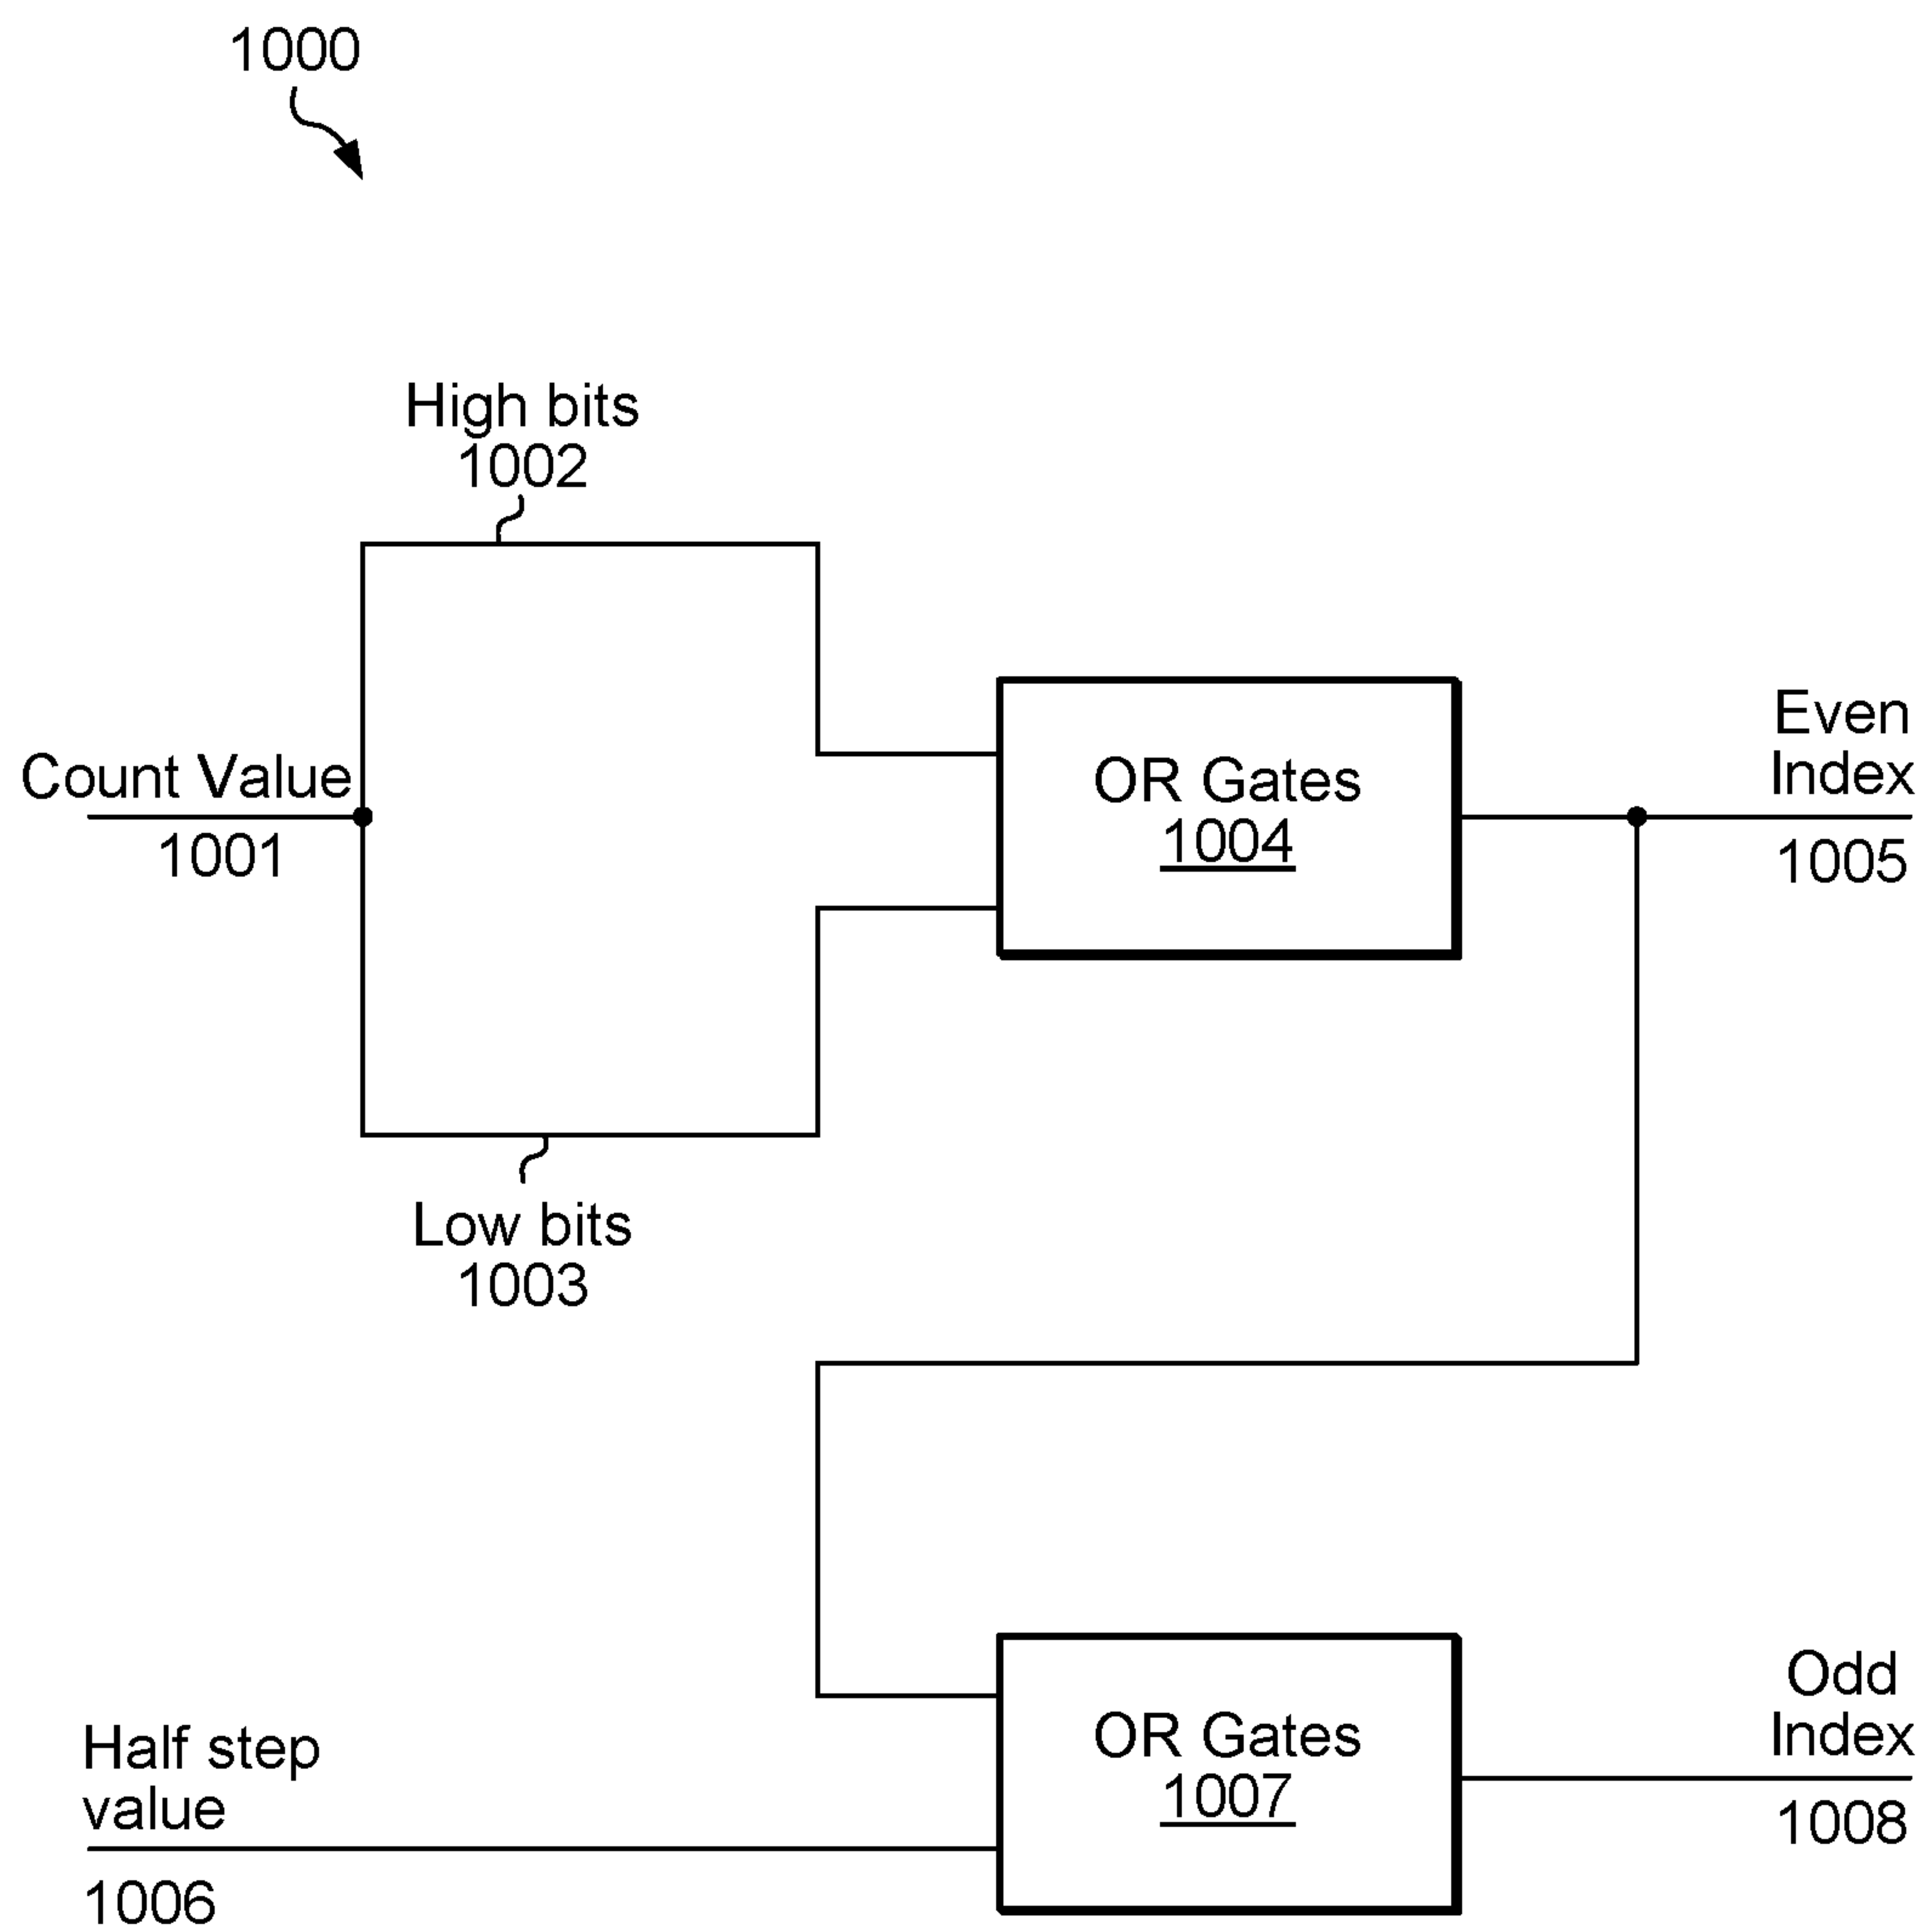 1000
High bits
1002
Count Value
1001
OR Gates
1004
Even
Index
1005
Low bits
1003
Half step
value
1006
OR Gates
1007
Odd
Index
1008